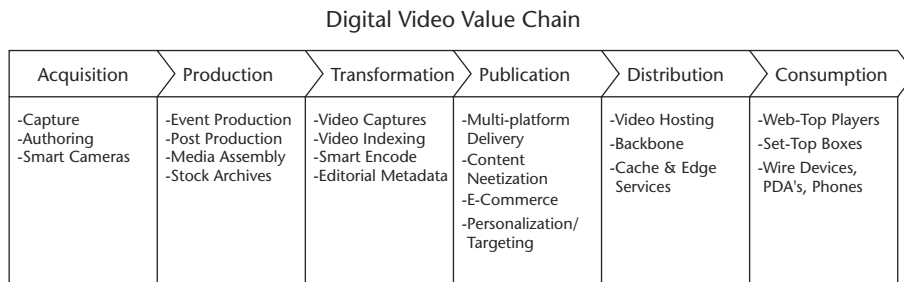 Digital Video Value Chain
Acquisition
Production
Transformation
Publication
Distribution
Consumption
-Capture
-Authoring
-Smart Cameras
-Event Production
-Post Production
-Media Assembly
-Stock Archives
-Video Captures
-Video Indexing
-Smart Encode
-Editorial Metadata
-Multi-platform
Delivery
-Content
Neetization
-E-Commerce
-Personalization/
Targeting
-Video Hosting
-Backbone
-Cache & Edge
Services
-Web-Top Players
-Set-Top Boxes
-Wire Devices,
PDA's, Phones